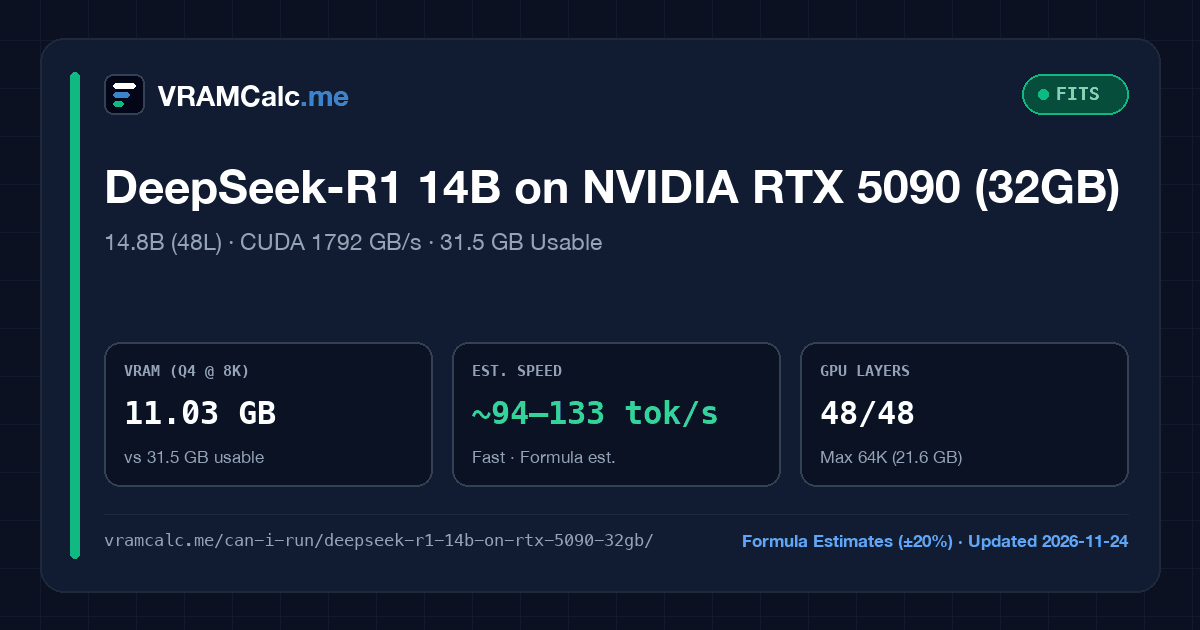 VRAMCalc.me
FITS
DeepSeek-R1 14B on NVIDIA RTX 5090 (32GB)
14.8B (48L) · CUDA 1792 GB/s · 31.5 GB Usable
VRAM (Q4 @ 8K)
11.03 GB
vs 31.5 GB usable
EST. SPEED
~94–133 tok/s
Fast · Formula est.
GPU LAYERS
48/48
Max 64K (21.6 GB)
vramcalc.me/can-i-run/deepseek-r1-14b-on-rtx-5090-32gb/
Formula Estimates (±20%) · Updated 2026-11-24